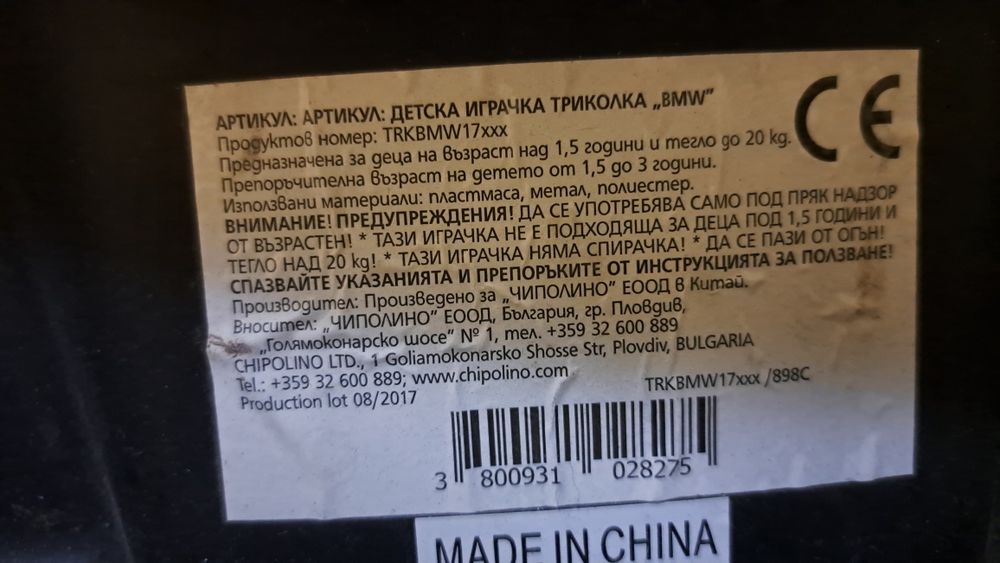 АРТИКУЛ: АРТИКУЛ: ДЕТСКА ИГРАЧКА ТРИКОЛКА „BMW”
Продуктов номер: TRKBMW17xxx
Предназначена за деца на възраст над 1,5 години и тегло до 20 kg.
Препоръчителна възраст на детето от 1,5 до 3 години.
Използвани материали: пластмаса, метал, полиестер.
ВНИМАНИЕ! ПРЕДУПРЕЖДЕНИЯ! ДА СЕ УПОТРЕБЯВА САМО ПОД ПРЯК НАДЗОР
ОТ ВЪЗРАСТЕН! * ТАЗИ ИГРАЧКА НЕ Е ПОДХОДЯЩА ЗА ДЕЦА ПОД 1,5 ГОДИНИ И
ТЕГЛО НАД 20 kg! * ТАЗИ ИГРАЧКА НЯМА СПИРАЧКА! * ДА СЕ ПАЗИ ОТ ОГЪН!
СПАЗВАЙТЕ УКАЗАНИЯТА И ПРЕПОРЪКИТЕ ОТ ИНСТРУКЦИЯТА ЗА ПОЛЗВАНЕ!
Производител: Произведено за „ЧИПОЛИНО” ЕООД в Китай.
Вносител: „ЧИПОЛИНО” ЕООД, България, гр. Пловдив,
„Голямоконарско шосе” № 1, тел. +359 32 600 889
CHIPOLINO LTD., 1 Goliamokonarsko Shosse Str, Plovdiv, BULGARIA
Tel.: +359 32 600 889; www.chipolino.com
Production lot 08/2017
TRKBMW17xxx /898C
CE
3 800931 028275
MADE IN CHINA